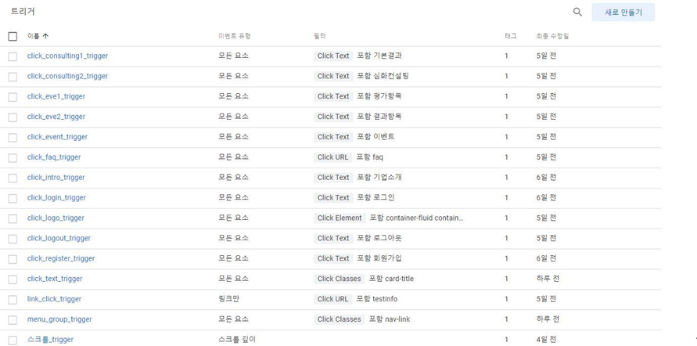 트리거
새로 만들기
이름 이벤트 유형 필터 태그 최종 수정일
click_consulting1_trigger 모든 요소 Click Text 포함 기본결과 1 5일 전
click_consulting2_trigger 모든 요소 Click Text 포함 심화컨설팅 1 5일 전
click_eve1_trigger 모든 요소 Click Text 포함 평가항목 1 5일 전
click_eve2_trigger 모든 요소 Click Text 포함 결과항목 1 5일 전
click_event_trigger 모든 요소 Click Text 포함 이벤트 1 5일 전
click_faq_trigger 모든 요소 Click URL 포함 faq 1 5일 전
click_intro_trigger 모든 요소 Click Text 포함 기업소개 1 6일 전
click_login_trigger 모든 요소 Click Text 포함 로그인 1 6일 전
click_logo_trigger 모든 요소 Click Element 포함 container-fluid contain... 1 5일 전
click_logout_trigger 모든 요소 Click Text 포함 로그아웃 1 5일 전
click_register_trigger 모든 요소 Click Text 포함 회원가입 1 6일 전
click_text_trigger 모든 요소 Click Classes 포함 card-title 1 하루 전
link_click_trigger 링크만 Click URL 포함 testinfo 1 5일 전
menu_group_trigger 모든 요소 Click Classes 포함 nav-link 1 하루 전
스크롤_trigger 스크롤 깊이 1 4일 전